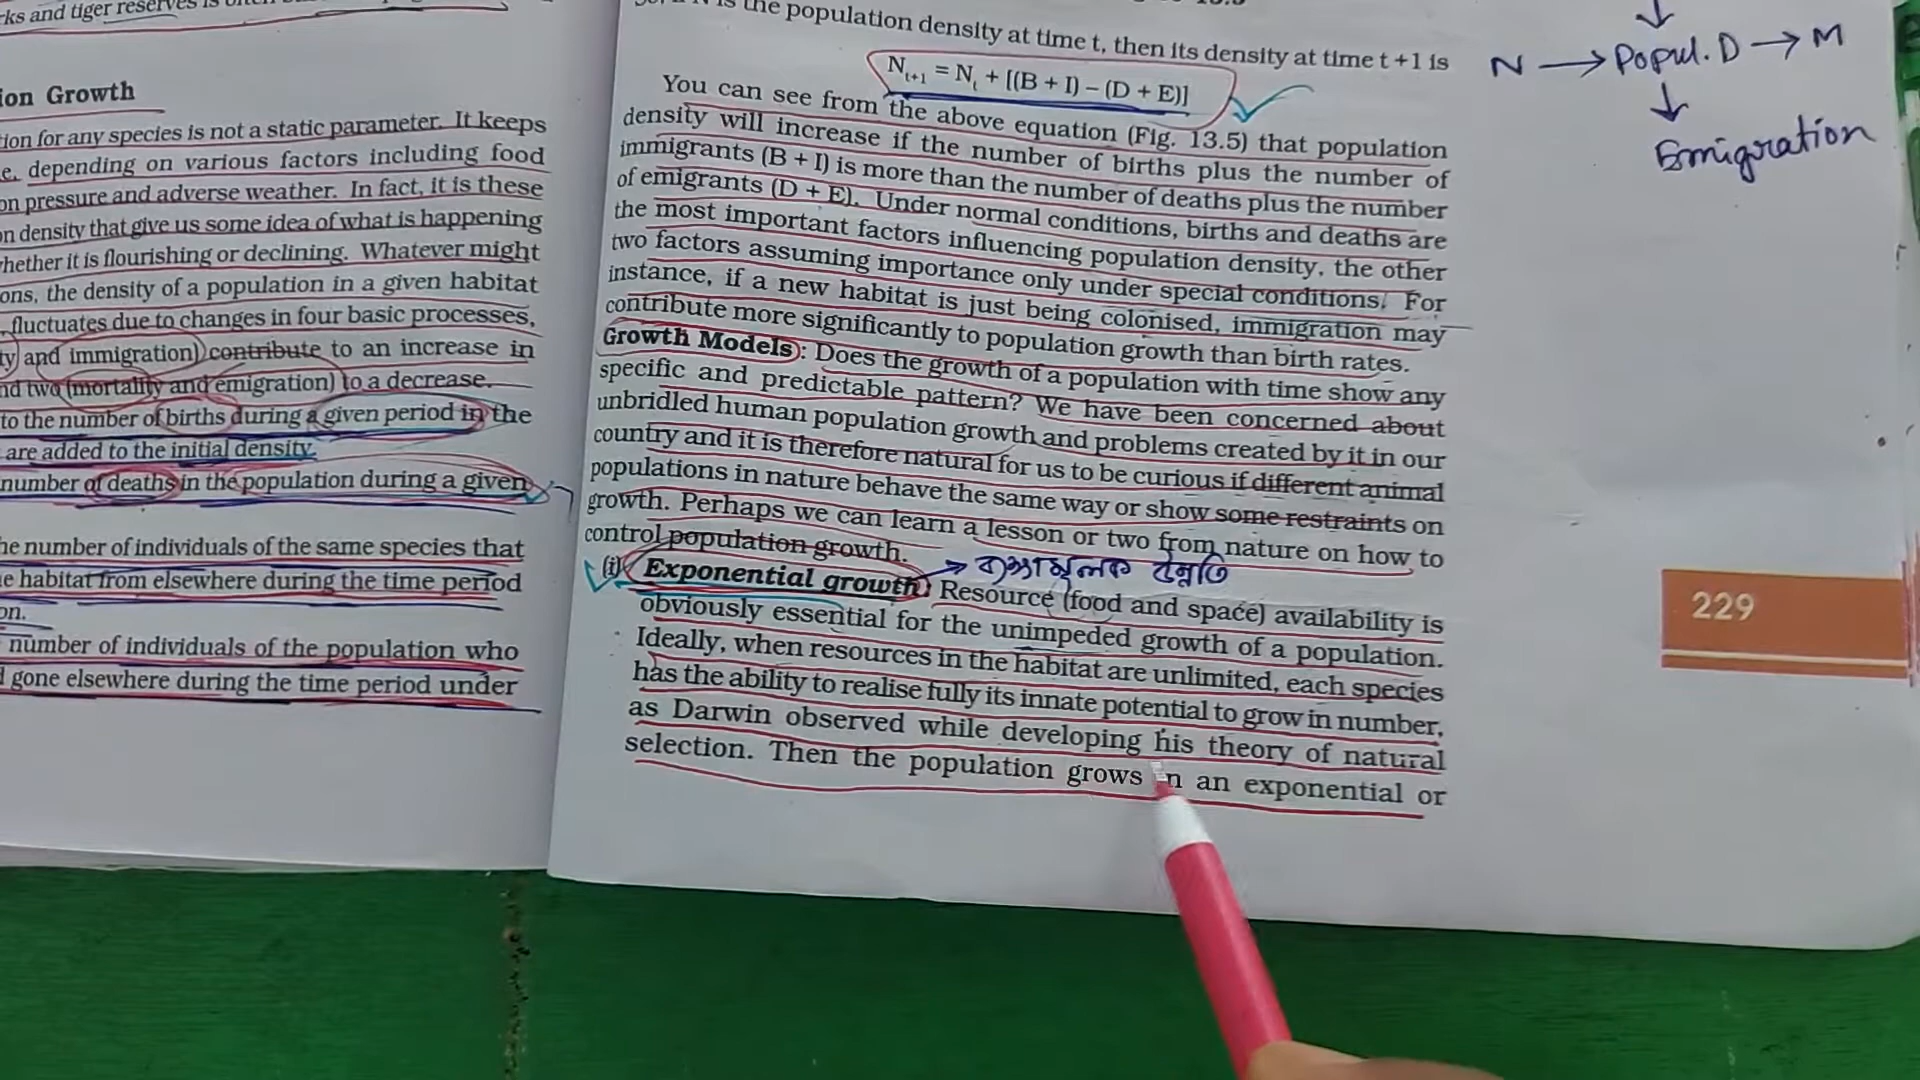 rks and tiger reserves is
ion Growth
tion for any species is not a static parameter. It keeps
e, depending on various factors including food
on pressure and adverse weather. In fact, it is these
n density that give us some idea of what is happening
whether it is flourishing or declining. Whatever might
ons, the density of a population in a given habitat
, fluctuates due to changes in four basic processes,
ty and immigration) contribute to an increase in
nd two (mortality and emigration) to a decrease.
to the number of births during a given period in the
are added to the initial density.
number of deaths in the population during a given
he number of individuals of the same species that
e habitat from elsewhere during the time period
on.
number of individuals of the population who
d gone elsewhere during the time period under
N is the population density at time t, then its density at time t +1 is
Nt+1 = Nt + [(B + I) – (D + E)]
You can see from the above equation (Fig. 13.5) that population
density will increase if the number of births plus the number of
immigrants (B + I) is more than the number of deaths plus the number
of emigrants (D + E). Under normal conditions, births and deaths are
the most important factors influencing population density, the other
two factors assuming importance only under special conditions. For
instance, if a new habitat is just being colonised, immigration may
contribute more significantly to population growth than birth rates.
Growth Models : Does the growth of a population with time show any
specific and predictable pattern? We have been concerned about
unbridled human population growth and problems created by it in our
country and it is therefore natural for us to be curious if different animal
populations in nature behave the same way or show some restraints on
growth. Perhaps we can learn a lesson or two from nature on how to
control population growth.
(i) Exponential growth: Resource (food and space) availability is
obviously essential for the unimpeded growth of a population.
Ideally, when resources in the habitat are unlimited, each species
has the ability to realise fully its innate potential to grow in number,
as Darwin observed while developing his theory of natural
selection. Then the population grows in an exponential or
N → Popul. D → M
↓
Emigration
229